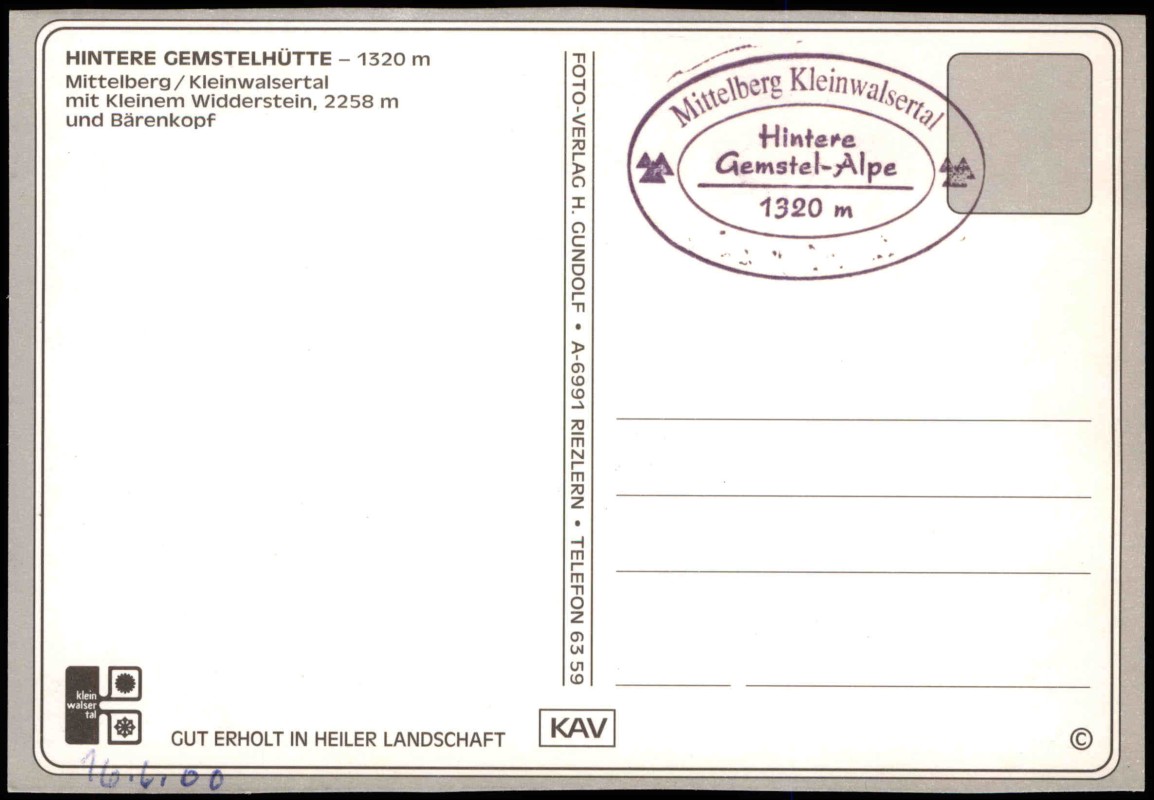 HINTERE GEMSTELHÜTTE – 1320 m
Mittelberg / Kleinwalsertal
mit Kleinem Widderstein, 2258 m
und Bärenkopf
FOTO-VERLAG H. GUNDOLF • A-6991 RIEZLERN • TELEFON 63 59
Mittelberg Kleinwalsertal
Hintere
Gemstel-Alpe
1320 m
klein
walser
tal
GUT ERHOLT IN HEILER LANDSCHAFT
KAV
©
16.6.00